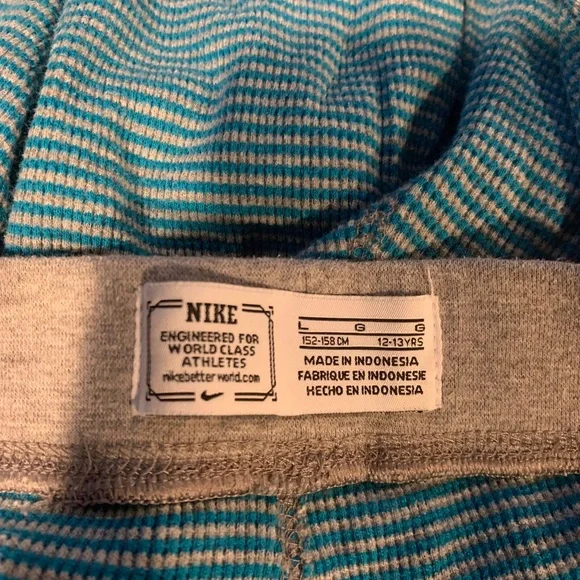 NIKE
ENGINEERED FOR
WORLD CLASS
ATHLETES
nikebetterworld.com
L G G
152-158 CM 12-13 YRS
MADE IN INDONESIA
FABRIQUE EN INDONESIE
HECHO EN INDONESIA